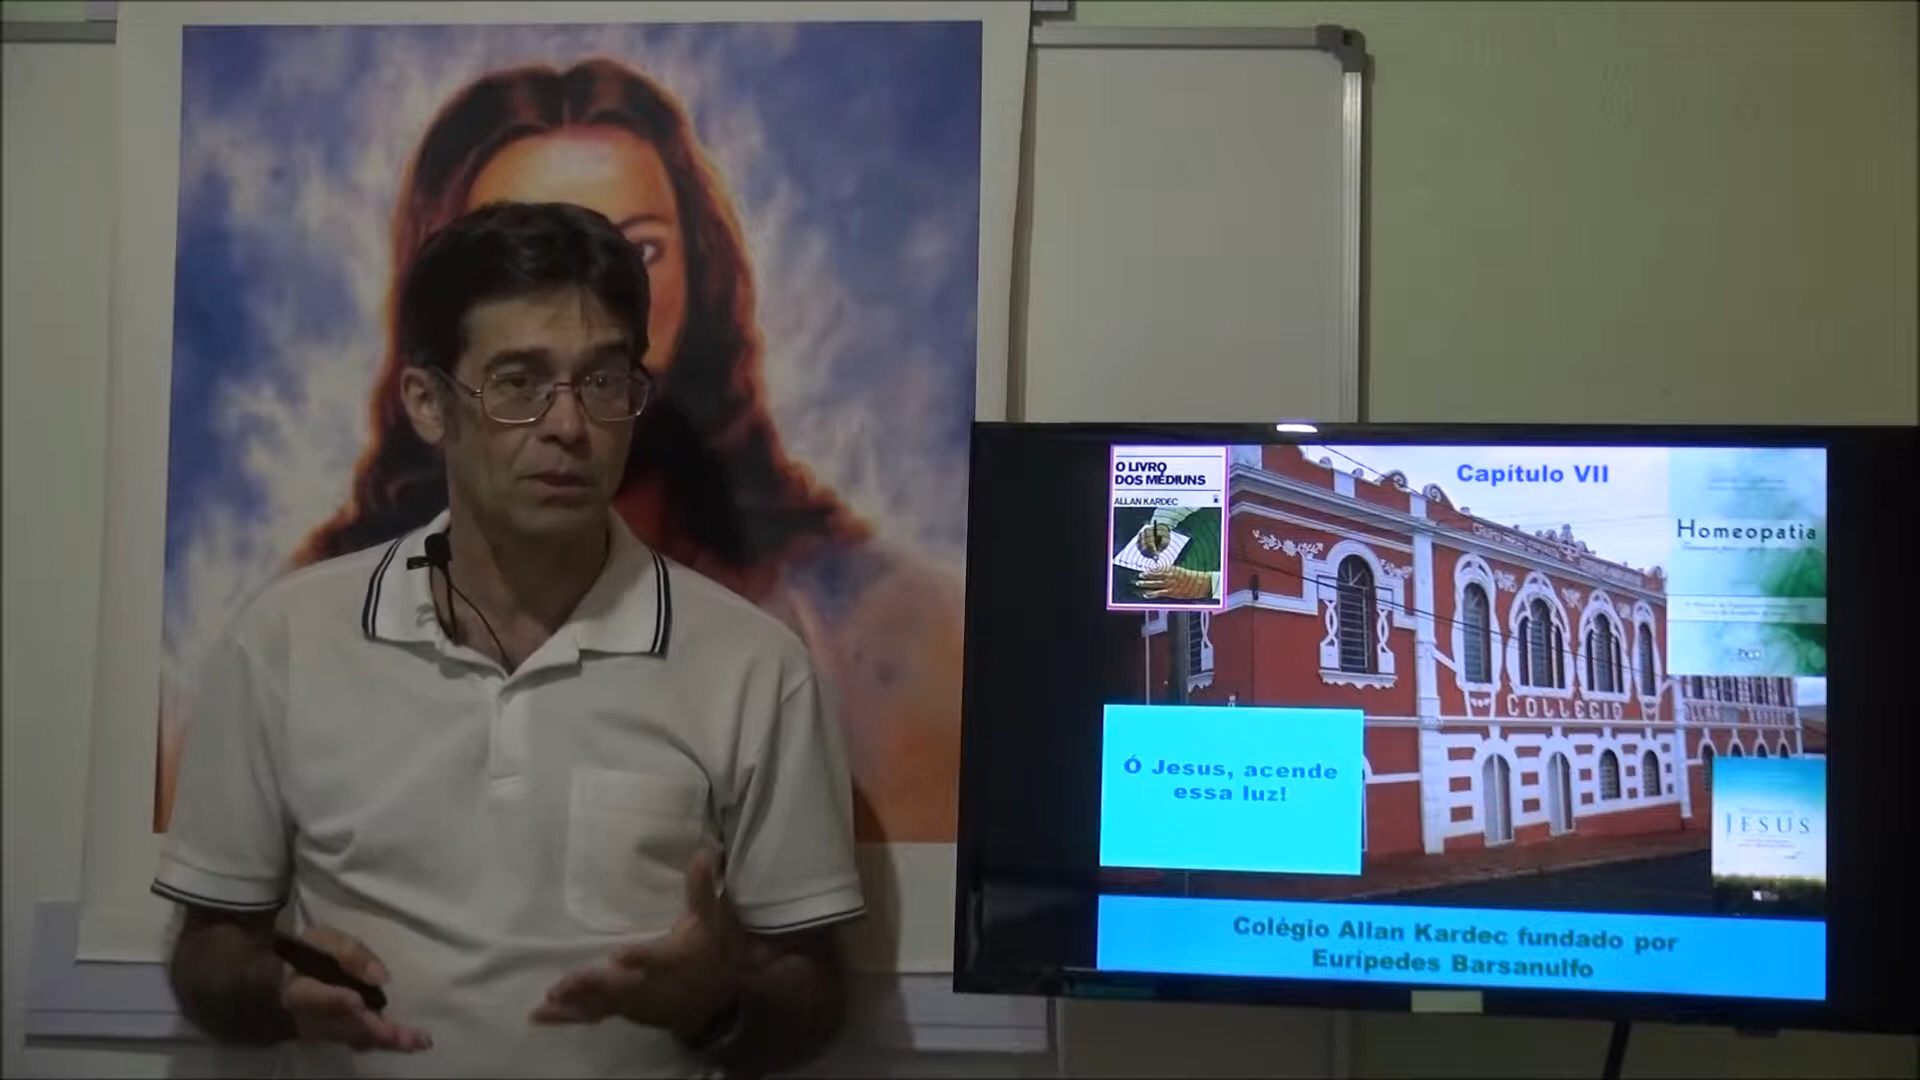 O LIVRO
DOS MÉDIUNS
ALLAN KARDEC
Capítulo VII
Homeopatia
COLLEGIO
Ó Jesus, acende
essa luz!
JESUS
Colégio Allan Kardec fundado por
Eurípedes Barsanulfo